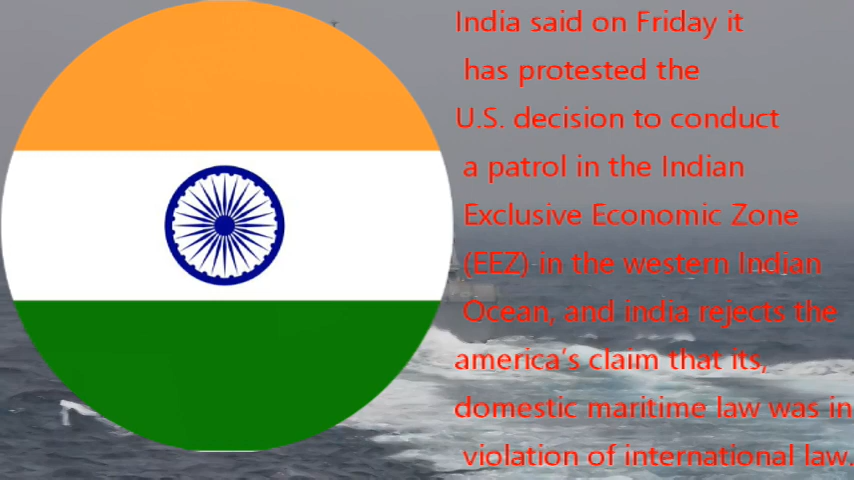 India said on Friday it
has protested the
U.S. decision to conduct
a patrol in the Indian
Exclusive Economic Zone
(EEZ) in the western Indian
Ocean, and india rejects the
america's claim that its,
domestic maritime law was in
violation of international law.